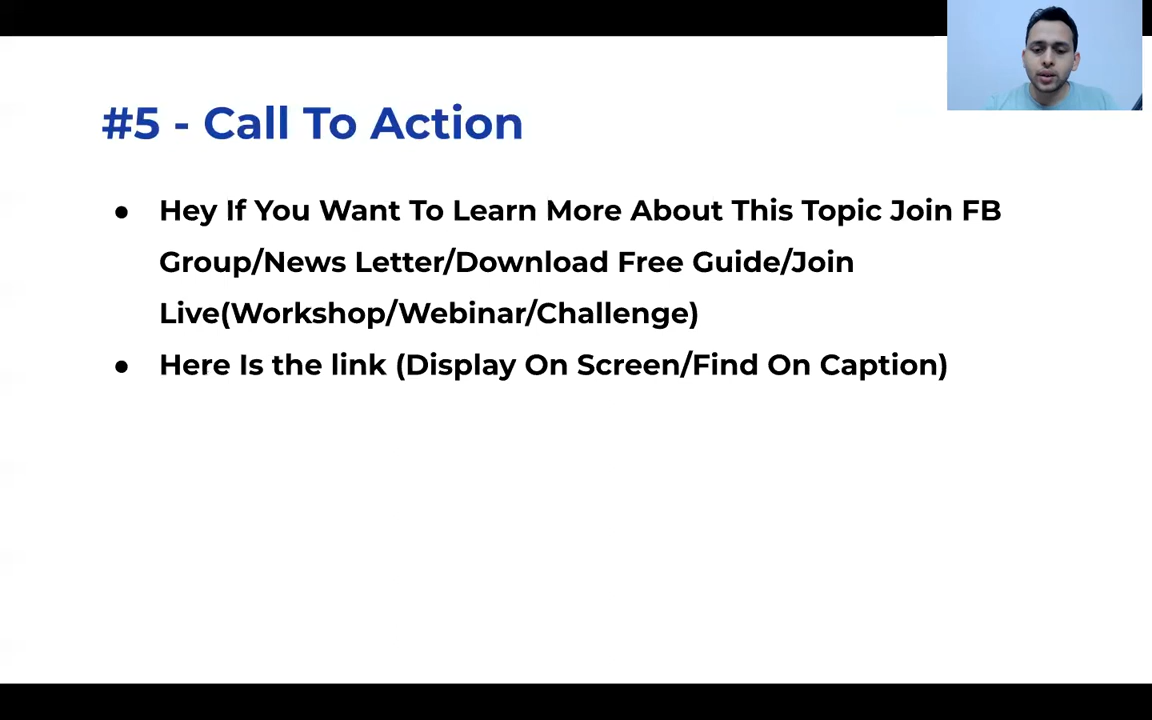 #5 - Call To Action
● Hey If You Want To Learn More About This Topic Join FB
Group/News Letter/Download Free Guide/Join
Live(Workshop/Webinar/Challenge)
● Here Is the link (Display On Screen/Find On Caption)